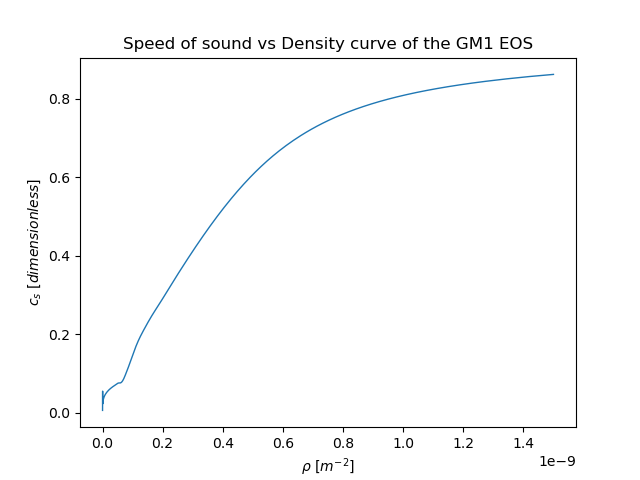 Speed of sound vs Density curve of the GM1 EOS
0.8
0.6
0.4
0.2
0.0
c_s [dimensionless]
0.0 0.2 0.4 0.6 0.8 1.0 1.2 1.4
1e−9
ρ [m⁻²]